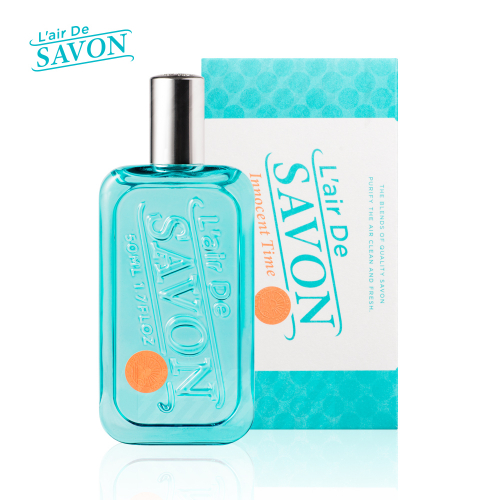 L'air De
SAVON
L'air De
SAVON
50ML 1.7FL.OZ
L'air De
SAVON
Innocent Time
THE BLENDS OF QUALITY SAVON
PURIFY THE AIR CLEAN AND FRESH.